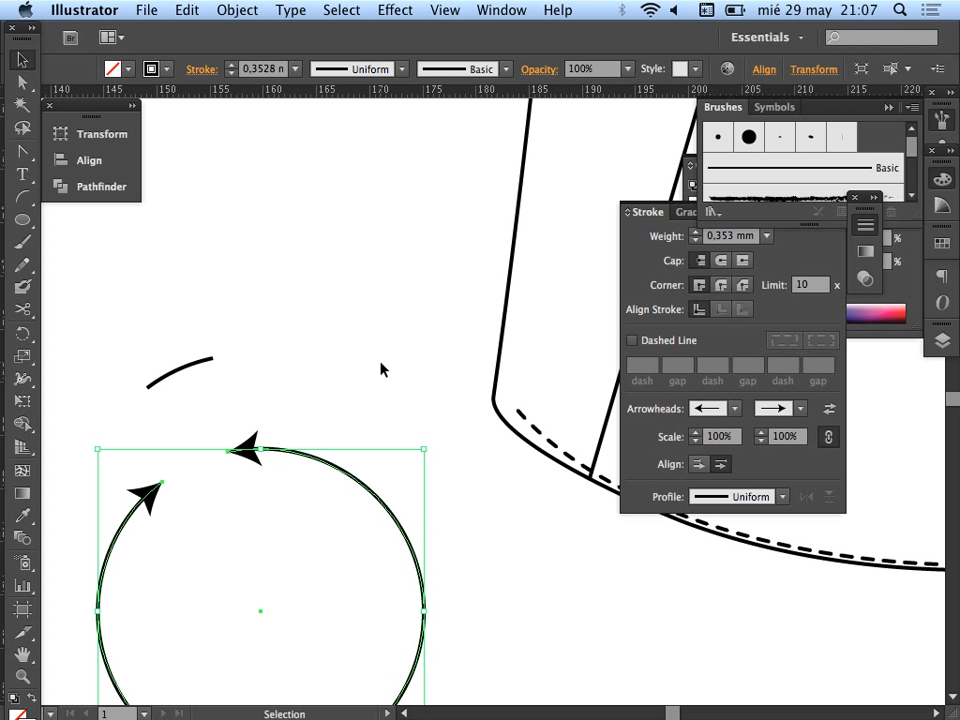 Illustrator File Edit Object Type Select Effect View Window Help mié 29 may 21:07
Br Essentials
Stroke: 0,3528 n Uniform Basic Opacity: 100% Style: Align Transform
140 145 150 155 160 165 170 175 180 185 190 195 200 205 210 215 220
Brushes Symbols
Transform
Align
Pathfinder
Basic
Stroke Grac
Weight: 0,353 mm
%
Cap:
%
Corner: Limit: 10 x
Align Stroke:
Dashed Line
dash gap dash gap dash gap
Arrowheads:
Scale: 100% 100%
Align:
Profile: Uniform
1 Selection